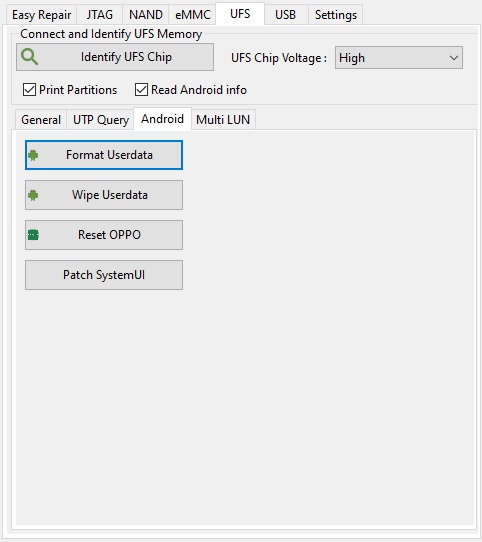 Easy Repair JTAG NAND eMMC UFS USB Settings
Connect and Identify UFS Memory
Identify UFS Chip UFS Chip Voltage : High
Print Partitions Read Android info
General UTP Query Android Multi LUN
Format Userdata
Wipe Userdata
Reset OPPO
Patch SystemUI